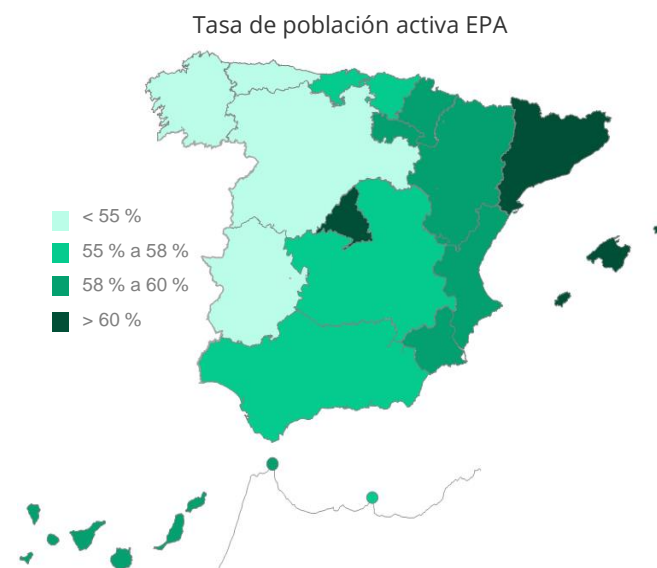 Tasa de población activa EPA
< 55 %
55 % a 58 %
58 % a 60 %
> 60 %